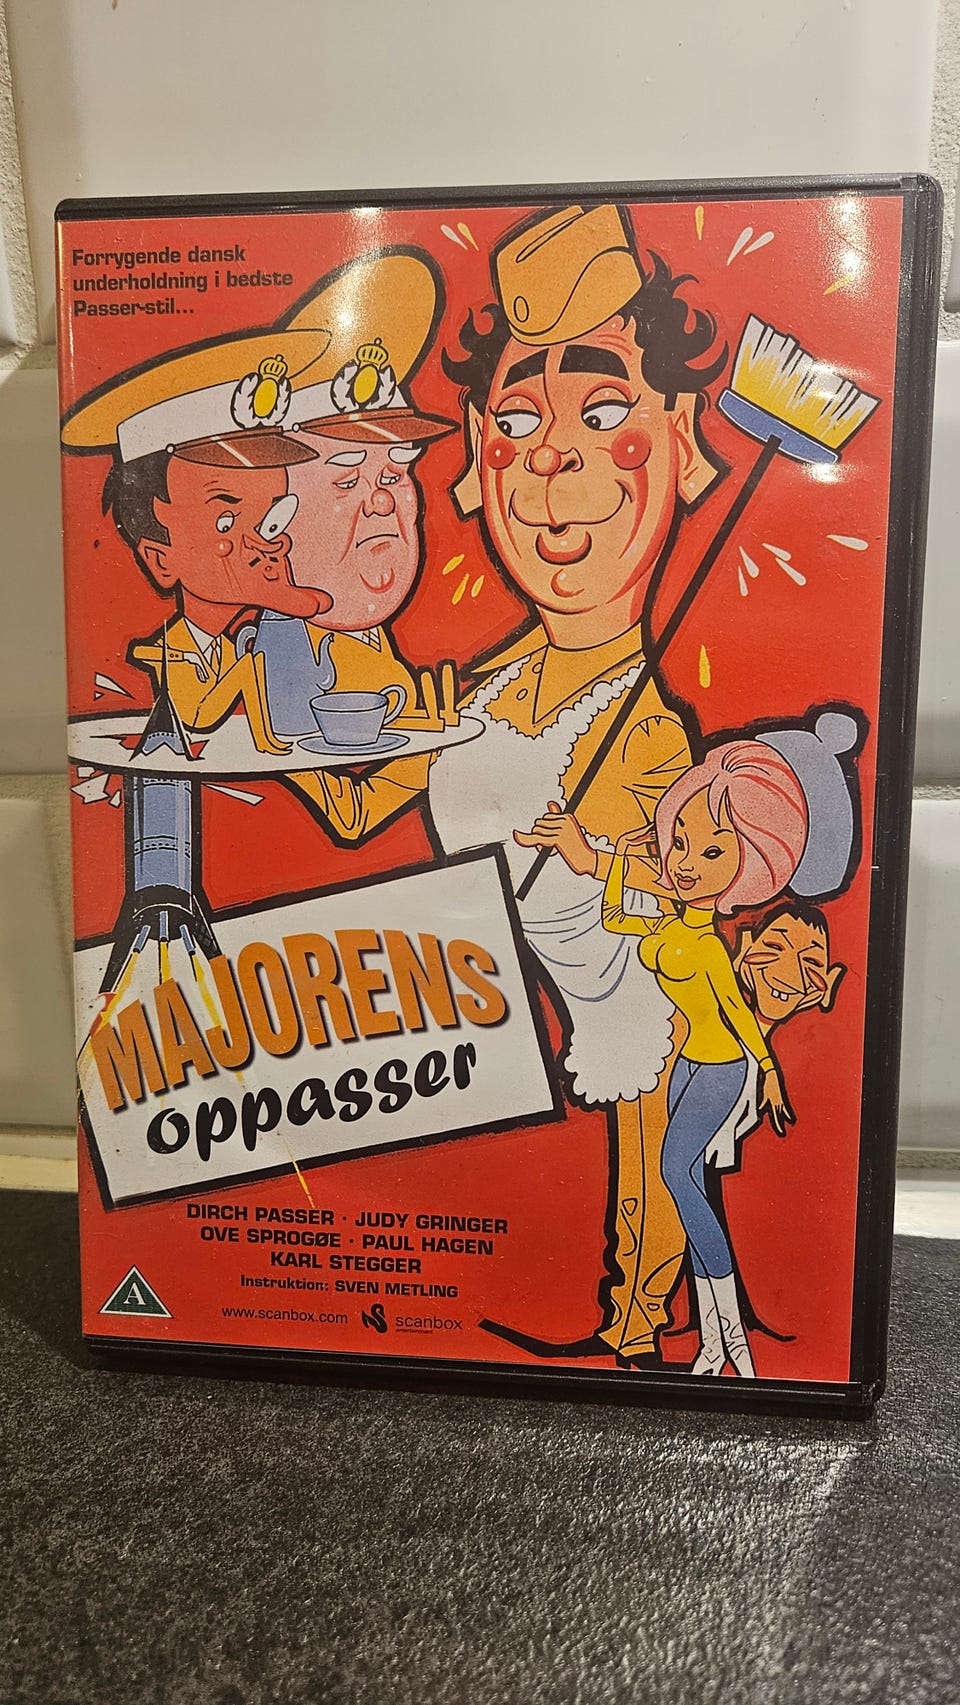 Forrygende dansk
underholdning i bedste
Passer-stil...
MAJORENS
oppasser
DIRCH PASSER · JUDY GRINGER
OVE SPROGØE · PAUL HAGEN
KARL STEGGER
Instruktion: SVEN METLING
A
www.scanbox.com scanbox
entertainment